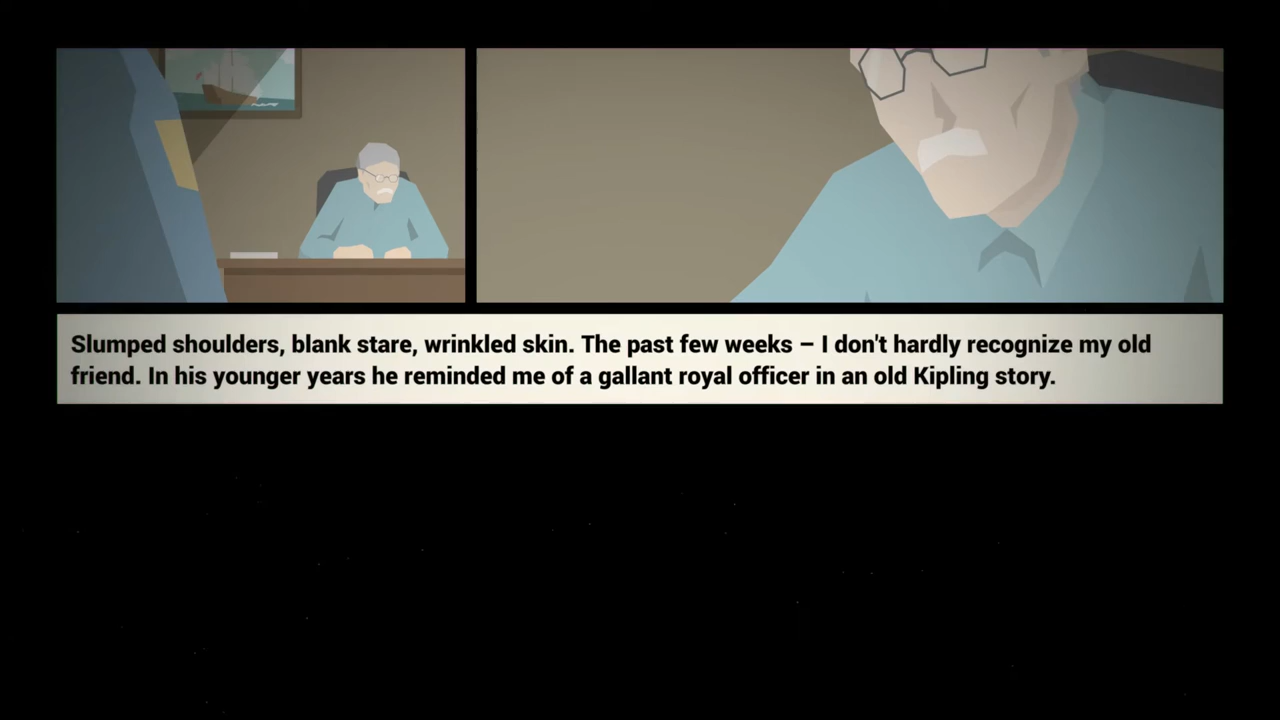 Slumped shoulders, blank stare, wrinkled skin. The past few weeks – I don't hardly recognize my old
friend. In his younger years he reminded me of a gallant royal officer in an old Kipling story.